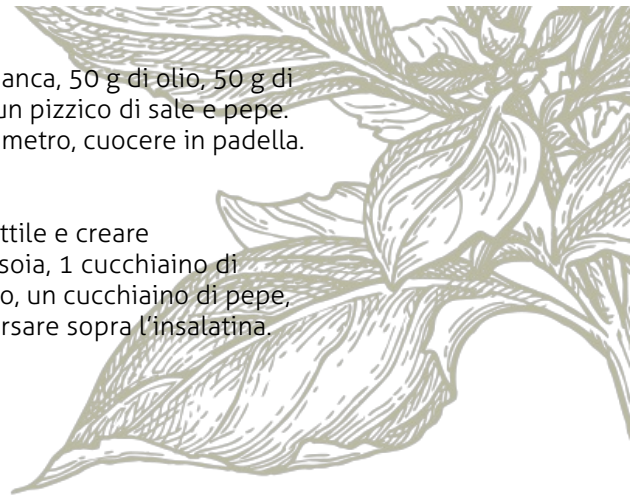 anca, 50 g di olio, 50 g di
un pizzico di sale e pepe.
metro, cuocere in padella.
ttile e creare
soia, 1 cucchiaino di
o, un cucchiaino di pepe,
rsare sopra l'insalatina.